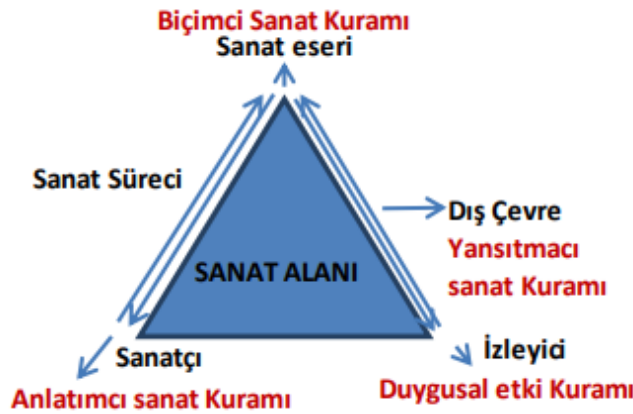 Biçimci Sanat Kuramı
Sanat eseri
Sanat Süreci
Dış Çevre
Yansıtmacı
sanat Kuramı
SANAT ALANI
Sanatçı
Anlatımcı sanat Kuramı
İzleyici
Duygusal etki Kuramı